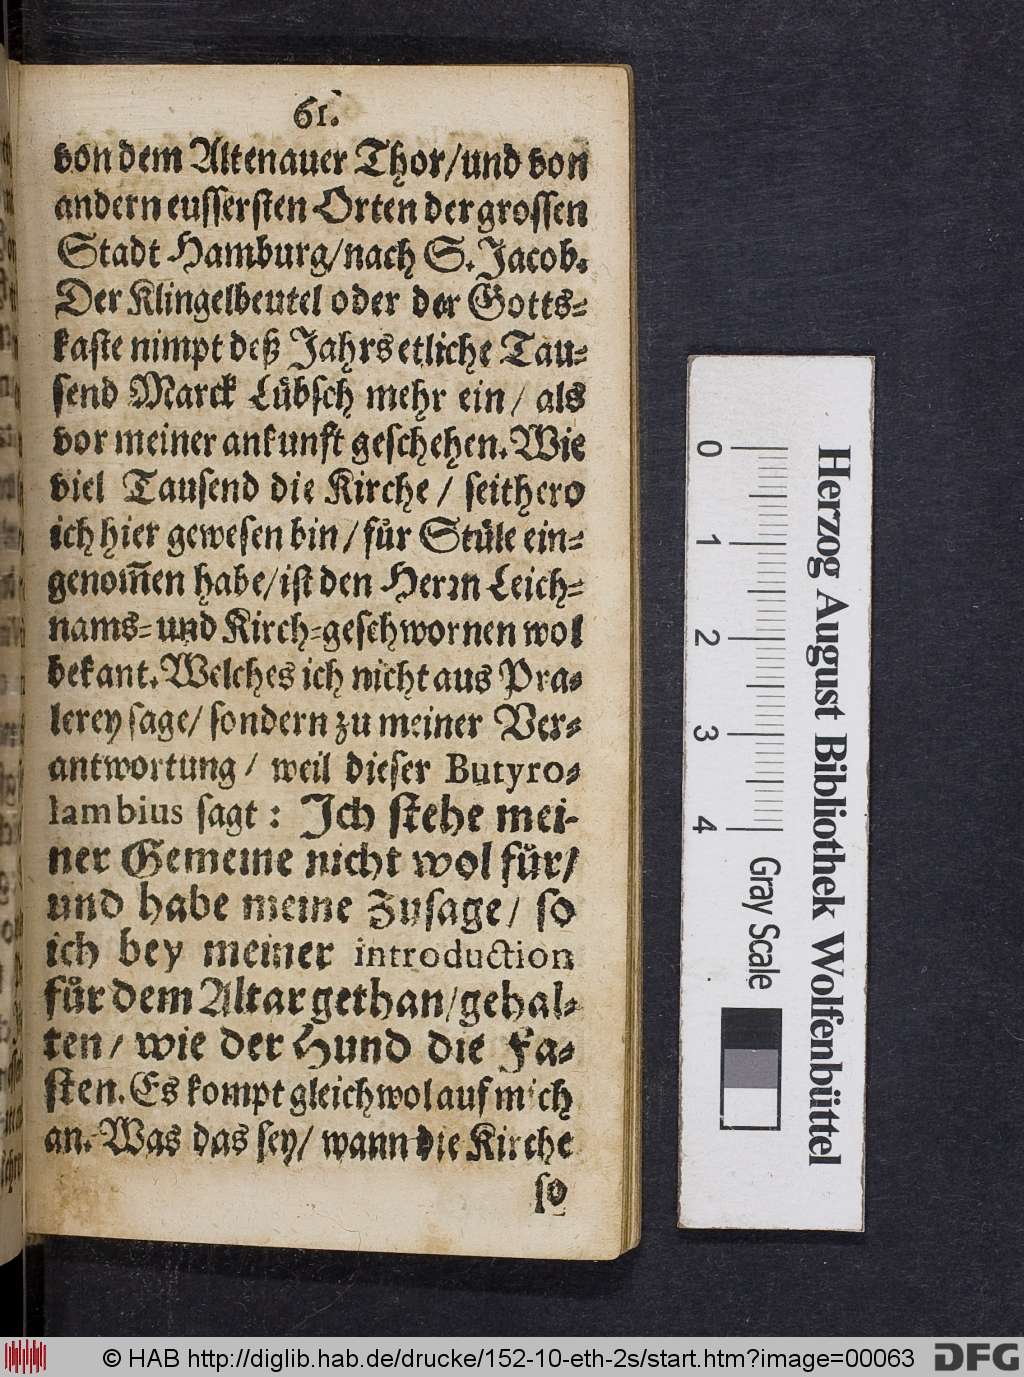 61.
von dem Altenauer Thor/und von
andern eussersten Orten der grossen
Stadt Hamburg/nach S. Jacob.
Der Klingelbeutel oder der Gotts-
kaste nimpt deß Jahrs etliche Tau-
send Marck Lübsch mehr ein/ als
vor meiner ankunft geschehen. Wie
viel Tausend die Kirche / seithero
ich hier gewesen bin/ für Stüle ein-
genom̄en habe/ist den Herrn Leich-
nams- und Kirch-geschwornen wol
bekant. Welches ich nicht aus Pra-
lerey sage/ sondern zu meiner Ver-
antwortung / weil dieser Butyro-
lambius sagt : Ich stehe mei-
ner Gemeine nicht wol für/
und habe meine Zusage/ so
ich bey meiner introduction
für dem Altar gethan/gehal-
ten/ wie der Hund die Fa-
sten. Es kompt gleichwol auf mich
an. Was das sey/ wann die Kirche
so
0
1
2
3
4
Gray Scale
Herzog August Bibliothek Wolfenbüttel
© HAB http://diglib.hab.de/drucke/152-10-eth-2s/start.htm?image=00063
DFG